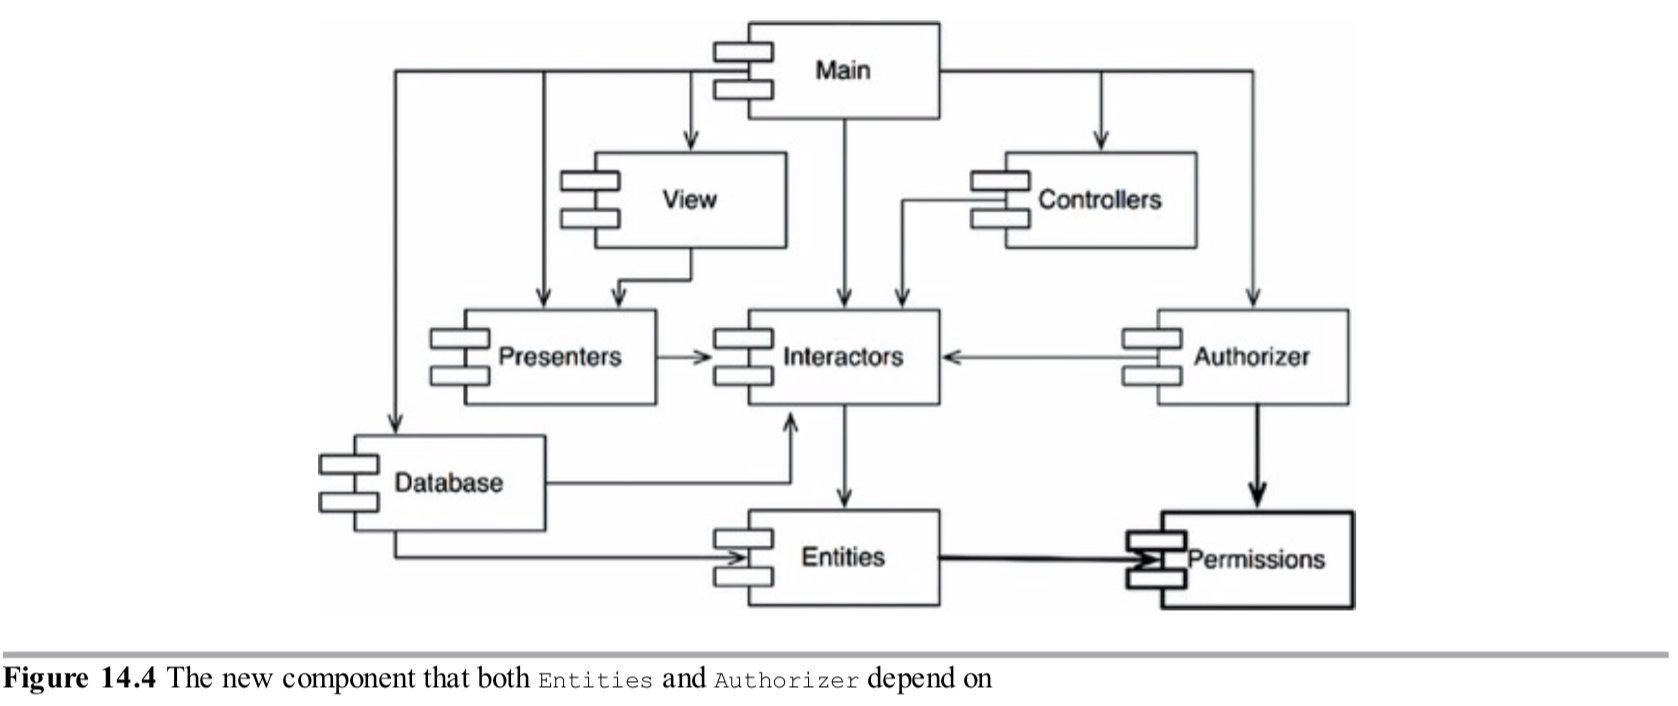 Main
View
Controllers
Presenters
Interactors
Authorizer
Database
Entities
Permissions
Figure 14.4 The new component that both Entities and Authorizer depend on